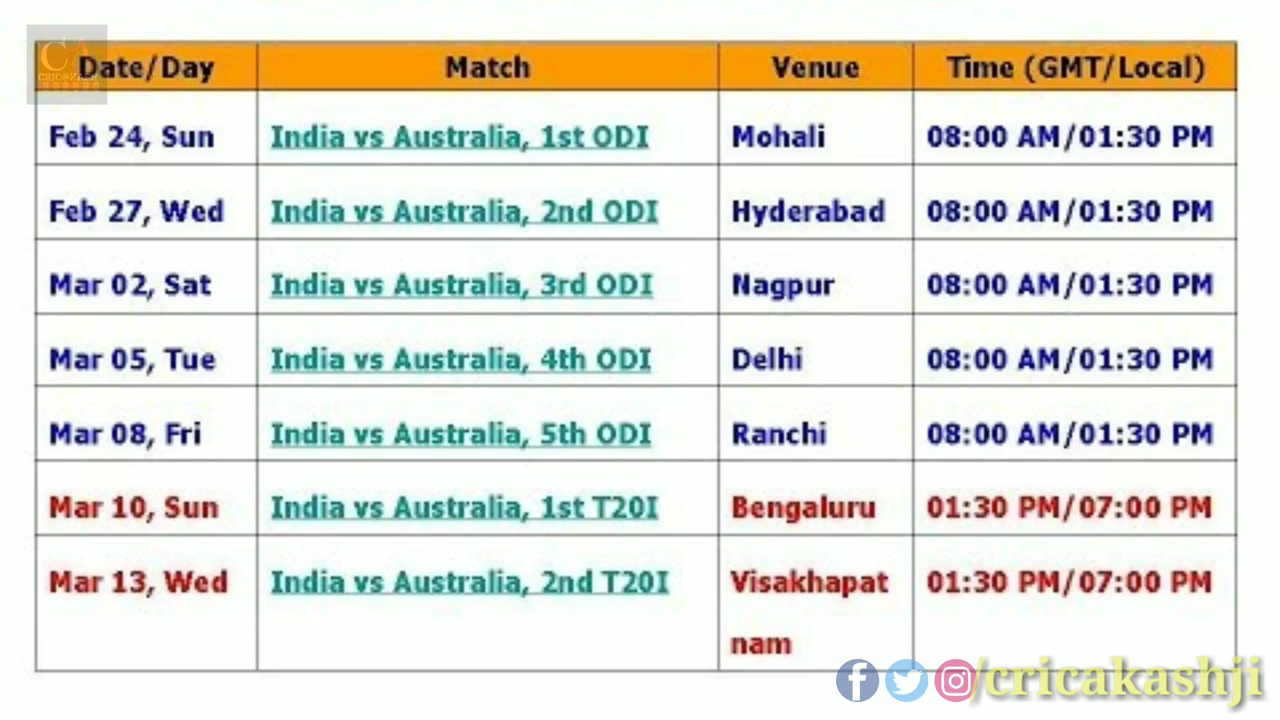 CA
CRIC@KASH
Date/Day Match Venue Time (GMT/Local)
Feb 24, Sun India vs Australia, 1st ODI Mohali 08:00 AM/01:30 PM
Feb 27, Wed India vs Australia, 2nd ODI Hyderabad 08:00 AM/01:30 PM
Mar 02, Sat India vs Australia, 3rd ODI Nagpur 08:00 AM/01:30 PM
Mar 05, Tue India vs Australia, 4th ODI Delhi 08:00 AM/01:30 PM
Mar 08, Fri India vs Australia, 5th ODI Ranchi 08:00 AM/01:30 PM
Mar 10, Sun India vs Australia, 1st T20I Bengaluru 01:30 PM/07:00 PM
Mar 13, Wed India vs Australia, 2nd T20I Visakhapat 01:30 PM/07:00 PM
nam
/cricakashji